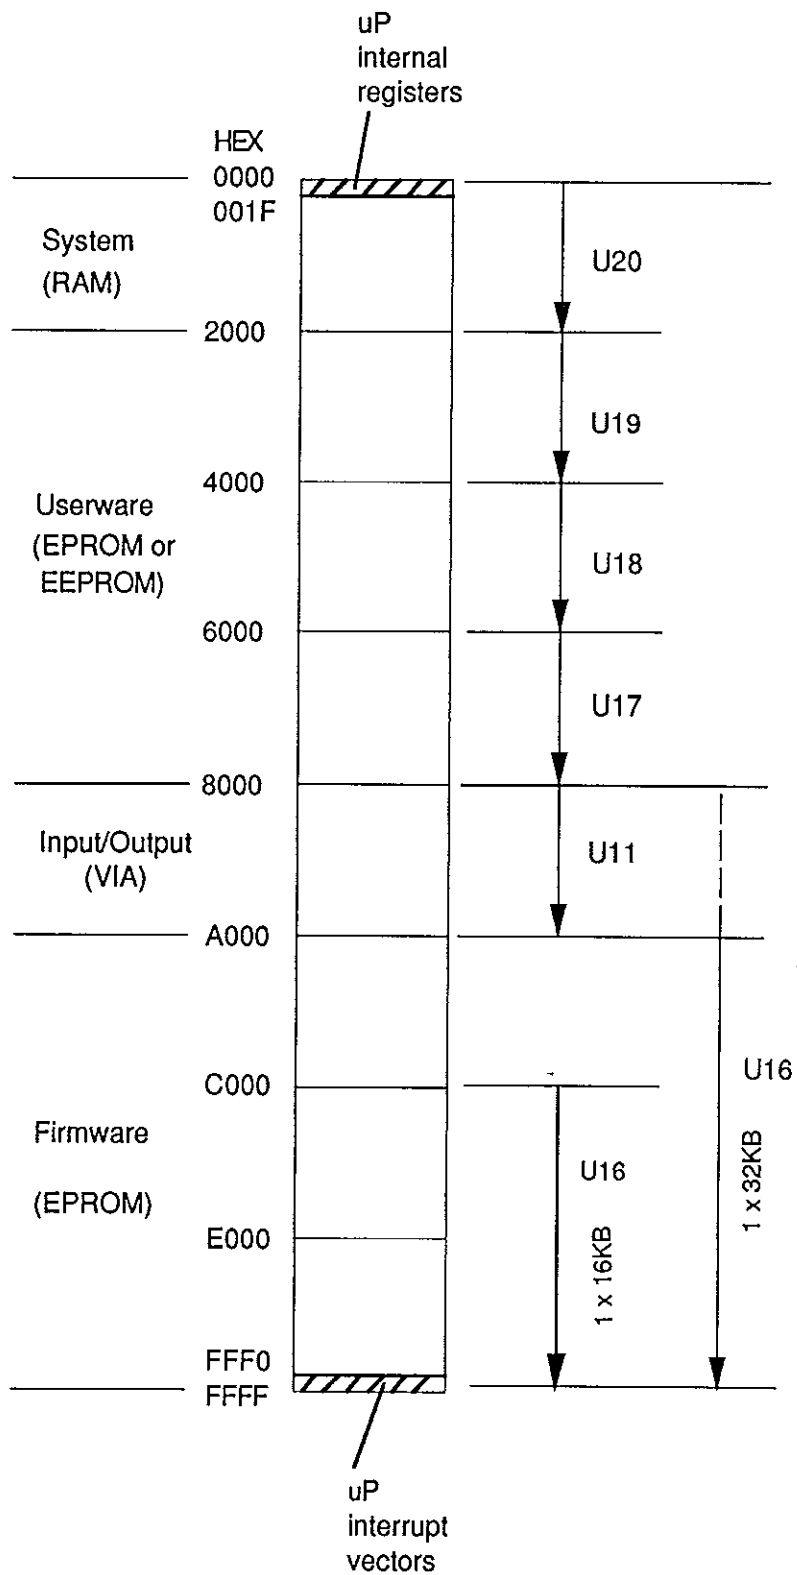 uP
internal
registers
HEX
0000
001F
System
(RAM)
U20
2000
U19
4000
Userware
(EPROM or
EEPROM)
U18
6000
U17
8000
Input/Output
(VIA)
U11
A000
C000
U16
Firmware
(EPROM)
U16
1 x 32KB
E000
1 x 16KB
FFF0
FFFF
uP
interrupt
vectors